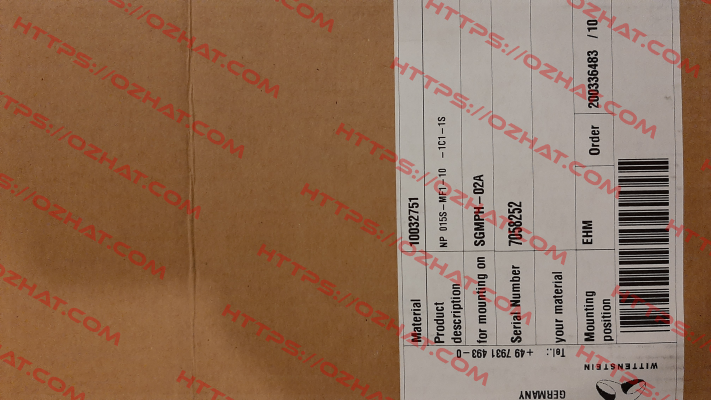 Material 10032751
Product description NP 015S-MF1-10 -1C1-1S
for mounting on SGMPH-02A
Serial Number 7058252
your material
Mounting position EHM Order 200336483 /10
Tel.: +49 7931 493-0
WITTENSTEIN
GERMANY
HTTPS://OZHAT.COM